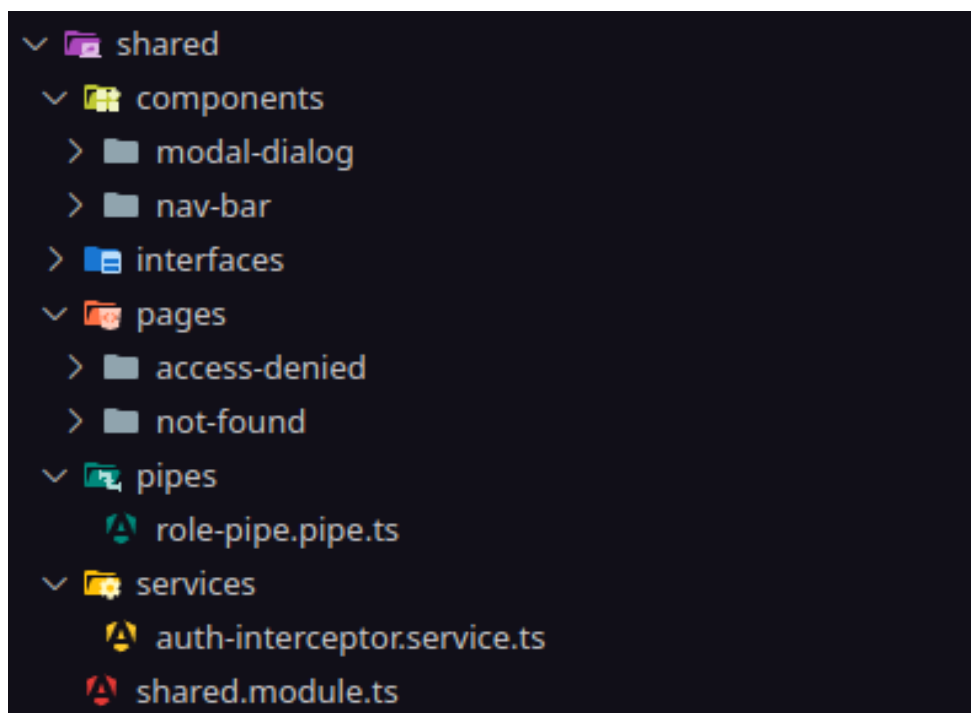 shared
components
modal-dialog
nav-bar
interfaces
pages
access-denied
not-found
pipes
role-pipe.pipe.ts
services
auth-interceptor.service.ts
shared.module.ts